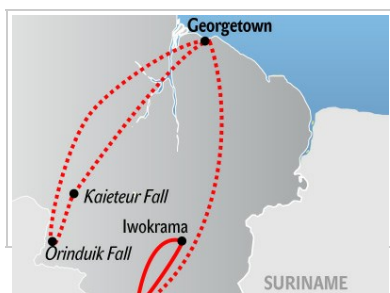 Georgetown
Kaieteur Fall
Iwokrama
Orinduik Fall
SURINAME